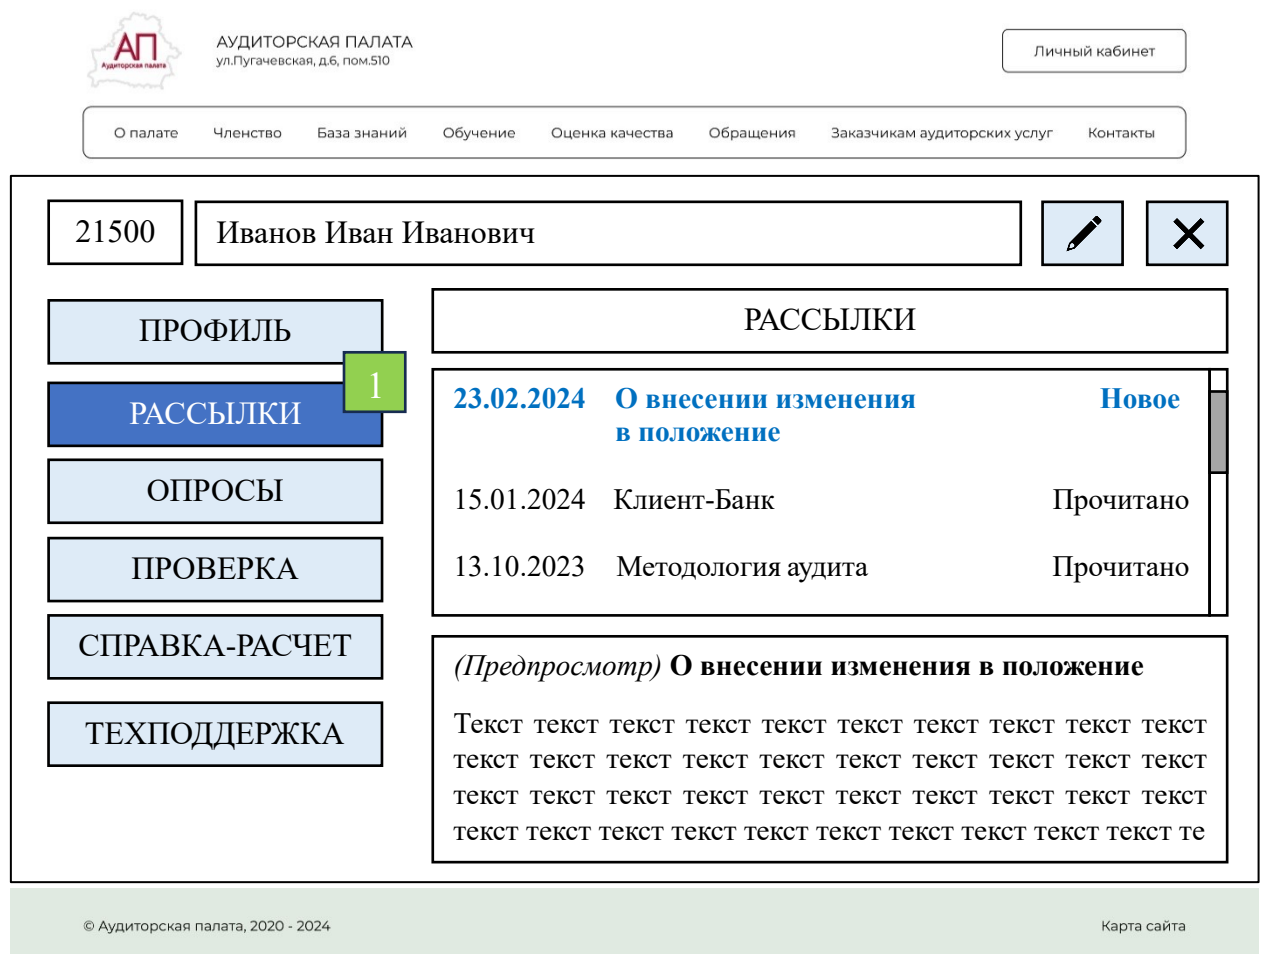 АП
Аудиторская палата
АУДИТОРСКАЯ ПАЛАТА
ул.Пугачевская, д.6, пом.510
Личный кабинет
О палате Членство База знаний Обучение Оценка качества Обращения Заказчикам аудиторских услуг Контакты
21500 Иванов Иван Иванович
ПРОФИЛЬ
1
РАССЫЛКИ
ОПРОСЫ
ПРОВЕРКА
СПРАВКА-РАСЧЕТ
ТЕХПОДДЕРЖКА
РАССЫЛКИ
23.02.2024 О внесении изменения Новое
в положение
15.01.2024 Клиент-Банк Прочитано
13.10.2023 Методология аудита Прочитано
(Предпросмотр) О внесении изменения в положение
Текст текст текст текст текст текст текст текст текст текст
текст текст текст текст текст текст текст текст текст текст
текст текст текст текст текст текст текст текст текст текст
текст текст текст текст текст текст текст текст текст текст те
© Аудиторская палата, 2020 - 2024 Карта сайта